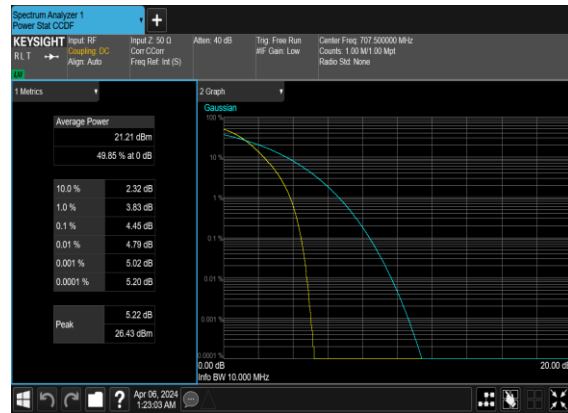 Spectrum Analyzer 1
Power Stat CCDF
+
KEYSIGHT
RLT
LXI
Input: RF
Coupling: DC
Align: Auto
Input Z: 50 Ω
Corr CCorr
Freq Ref: Int (S)
Atten: 40 dB
Trig: Free Run
#IF Gain: Low
Center Freq: 707.500000 MHz
Counts: 1.00 M/1.00 Mpt
Radio Std: None
1 Metrics
Average Power
21.21 dBm
49.85 % at 0 dB
10.0 % 2.32 dB
1.0 % 3.83 dB
0.1 % 4.45 dB
0.01 % 4.79 dB
0.001 % 5.02 dB
0.0001 % 5.20 dB
Peak
5.22 dB
26.43 dBm
2 Graph
Gaussian
100 %
10 %
1 %
0.1 %
0.01 %
0.001 %
0.0001 %
0.00 dB
20.00 dB
Info BW 10.000 MHz
?
Apr 06, 2024
1:23:03 AM